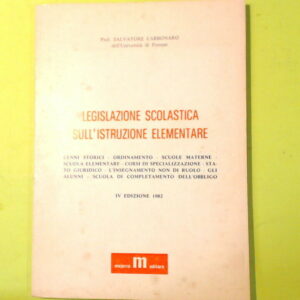 Prof. SALVATORE CARBONARO
dell'Università di Firenze
LEGISLAZIONE SCOLASTICA
SULL'ISTRUZIONE ELEMENTARE
CENNI STORICI - ORDINAMENTO - SCUOLE MATERNE -
SCUOLA ELEMENTARE - CORSI DI SPECIALIZZAZIONE - STA-
TO GIURIDICO - L'INSEGNAMENTO NON DI RUOLO - GLI
ALUNNI - SCUOLA DI COMPLETAMENTO DELL'OBBLIGO
IV EDIZIONE 1982
m
editore